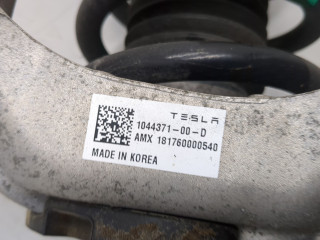 TESLA
1044371-00-D
AMX 181760000540
MADE IN KOREA